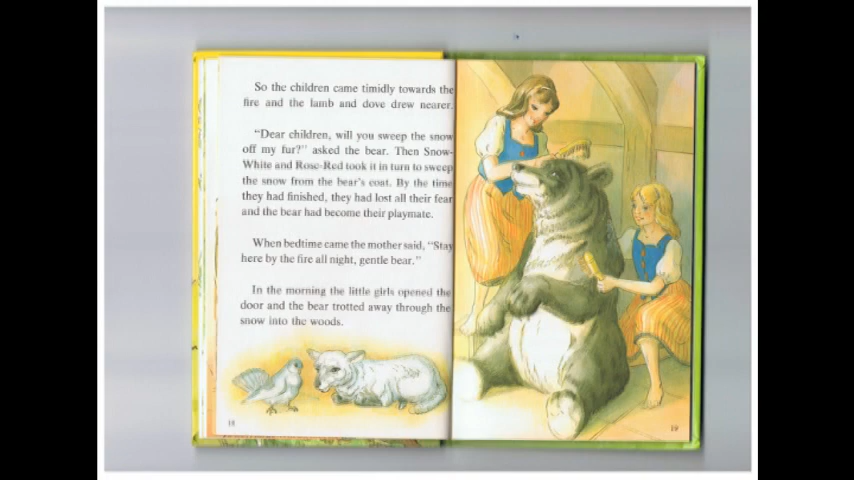 So the children came timidly towards the
fire and the lamb and dove drew nearer.
"Dear children, will you sweep the snow
off my fur?" asked the bear. Then Snow-
White and Rose-Red took it in turn to sweep
the snow from the bear's coat. By the time
they had finished, they had lost all their fear
and the bear had become their playmate.
When bedtime came the mother said, "Stay
here by the fire all night, gentle bear."
In the morning the little girls opened the
door and the bear trotted away through the
snow into the woods.
18
19